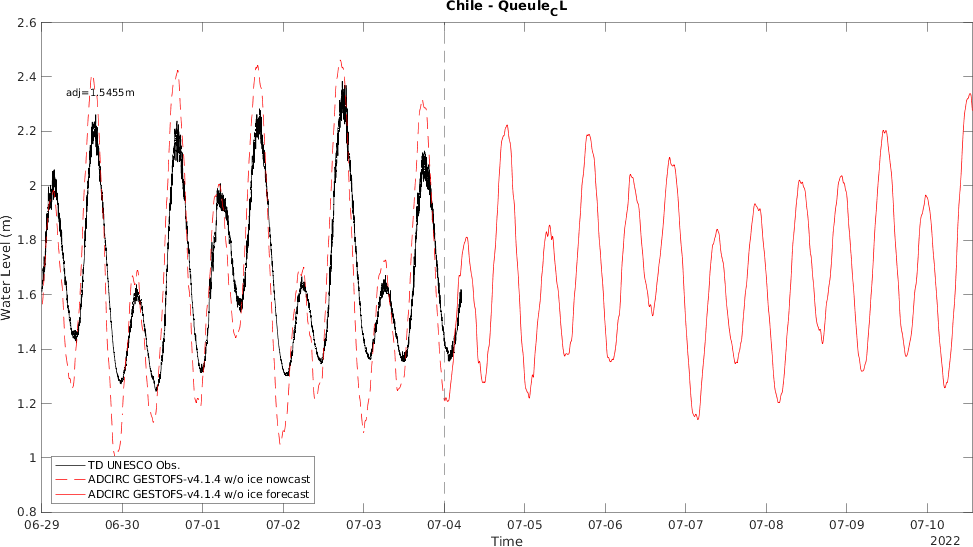 Chile - Queule_CL
2.6
2.4
adj=1.5455m
2.2
2
1.8
1.6
1.4
1.2
1
0.8
Water Level (m)
TD UNESCO Obs.
ADCIRC GESTOFS-v4.1.4 w/o ice nowcast
ADCIRC GESTOFS-v4.1.4 w/o ice forecast
06-29 06-30 07-01 07-02 07-03 07-04 07-05 07-06 07-07 07-08 07-09 07-10
Time
2022